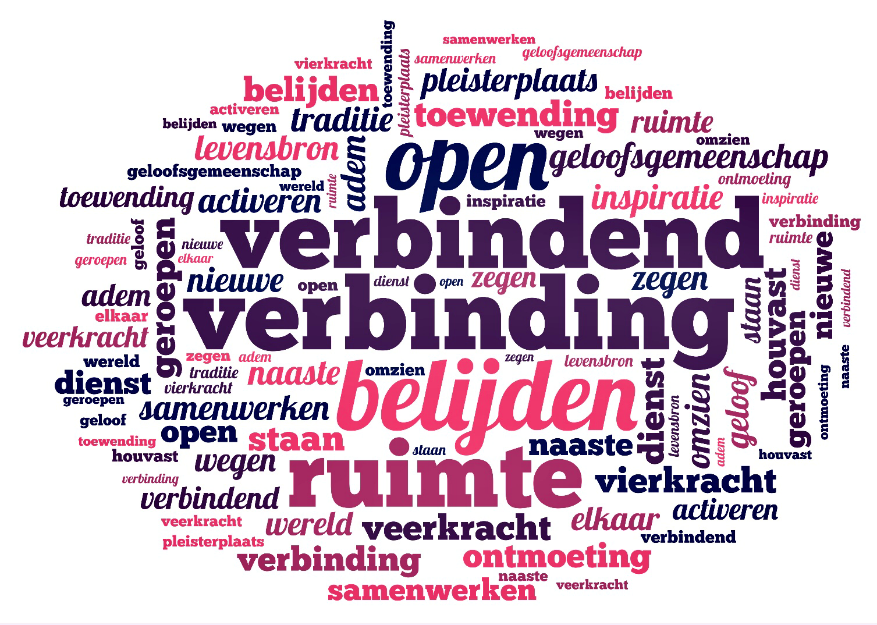 samenwerken
toewending
geloofsgemeenschap
vierkracht
samenwerken
pleisterplaats
pleisterplaats
belijden
belijden
activeren
toewending
traditie
ruimte
belijden
wegen
wegen
omzien
levensbron
adem
open
geloofsgemeenschap
geloofsgemeenschap
ontmoeting
wereld
ruimte
toewending
activeren
inspiratie
inspiratie
inspiratie
verbindend
verbinding
traditie
geloof
geroepen
nieuwe
ruimte
nieuwe
geroepen
elkaar
dienst
verbindend
nieuwe
open
dienst
open
zegen
zegen
staan
houvast
adem
verbinding
elkaar
geroepen
veerkracht
zegen
adem
zegen
levensbron
wereld
traditie
naaste
omzien
naaste
dienst
vierkracht
belijden
dienst
omzien
geloof
ontmoeting
geroepen
samenwerken
levensbron
geloof
open
staan
staan
naaste
adem
toewending
houvast
wegen
ruimte
houvast
verbinding
vierkracht
verbindend
activeren
veerkracht
wereld
veerkracht
elkaar
pleisterplaats
verbindend
verbinding
ontmoeting
naaste
samenwerken
veerkracht